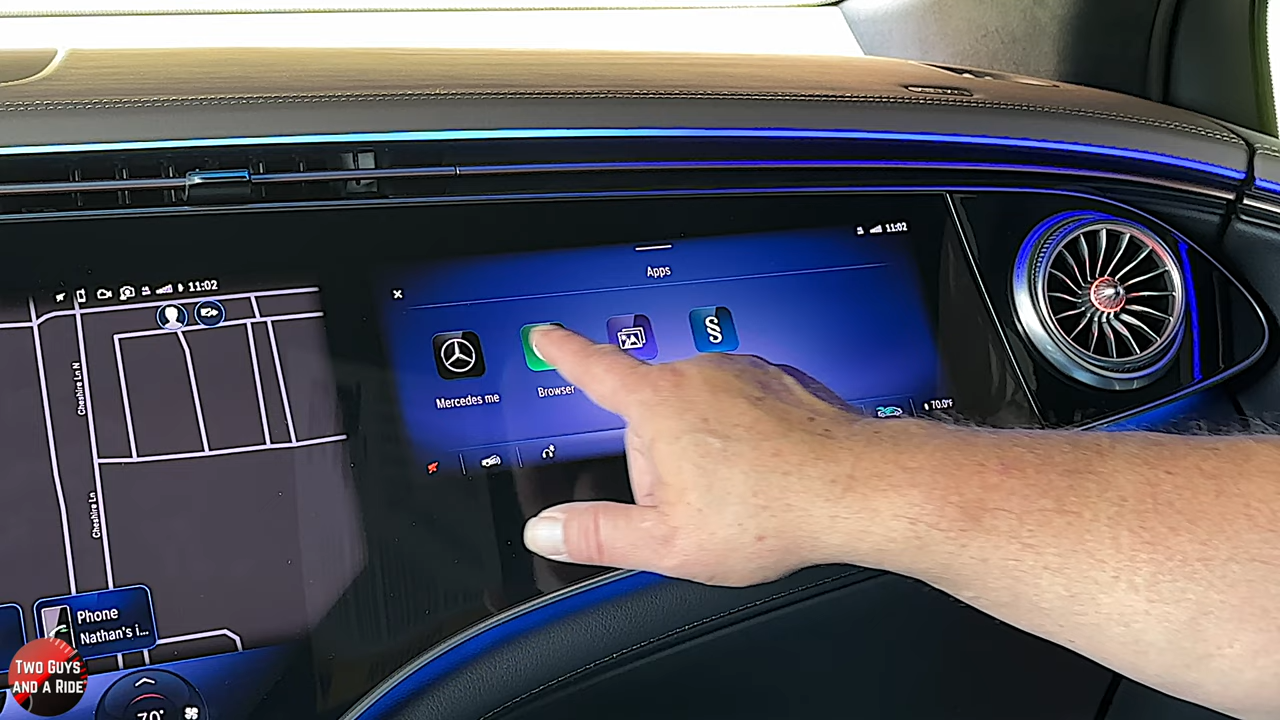 11:02
Apps
11:02
Mercedes me
Browser
70.0°F
Cheshire Ln N
Cheshire Ln
Phone
Nathan's i...
70°
TWO GUYS
AND A RIDE